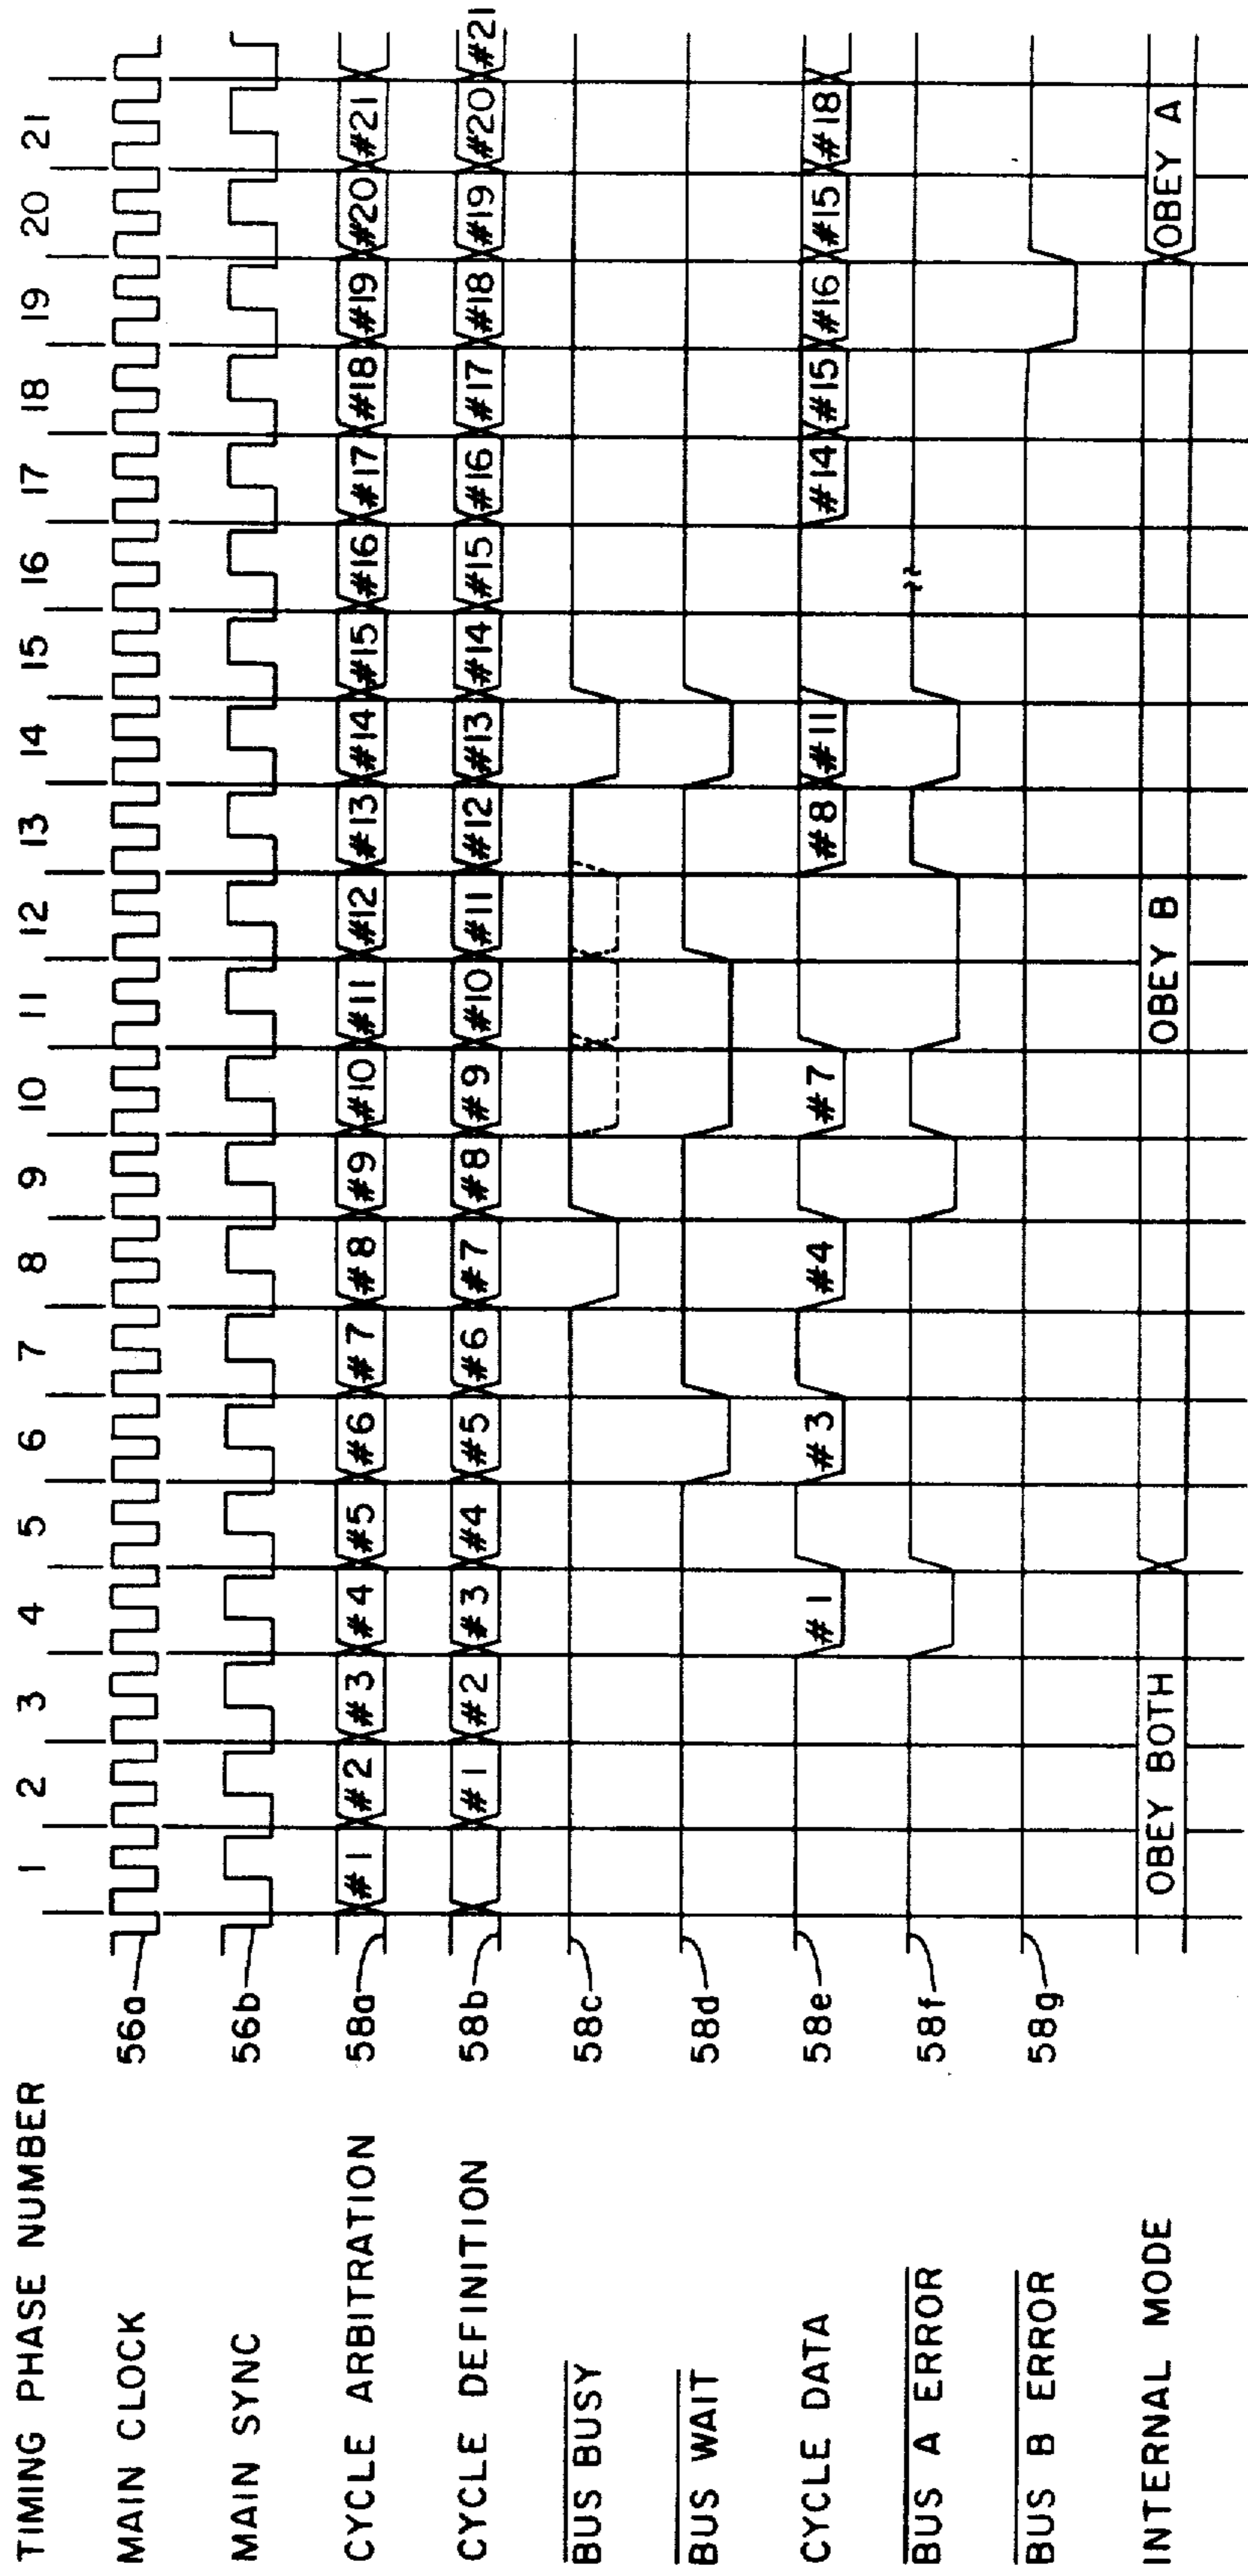 TIMING PHASE NUMBER 1 2 3 4 5 6 7 8 9 10 11 12 13 14 15 16 17 18 19 20 21
MAIN CLOCK 56a
MAIN SYNC 56b
CYCLE ARBITRATION 58a #1 #2 #3 #4 #5 #6 #7 #8 #9 #10 #11 #12 #13 #14 #15 #16 #17 #18 #19 #20 #21
CYCLE DEFINITION 58b #1 #2 #3 #4 #5 #6 #7 #8 #9 #10 #11 #12 #13 #14 #15 #16 #17 #18 #19 #20 #21
BUS BUSY 58c
BUS WAIT 58d
CYCLE DATA 58e #1 #3 #4 #7 #8 #11 #14 #15 #16 #15 #18
BUS A ERROR 58f
BUS B ERROR 58g
INTERNAL MODE OBEY BOTH OBEY B OBEY A